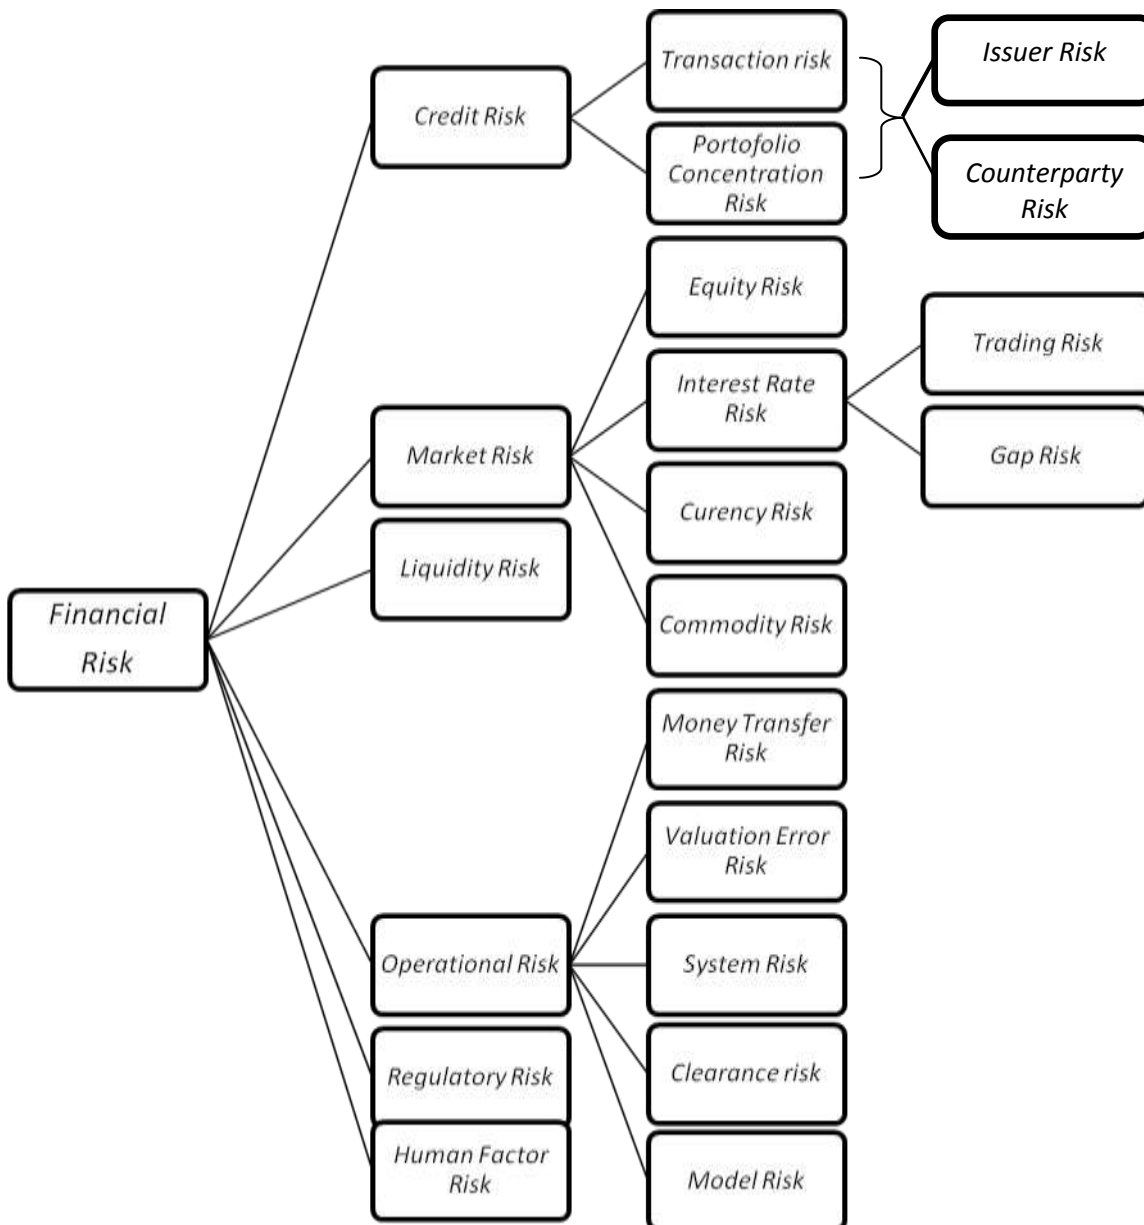 Financial
Risk
Credit Risk
Market Risk
Liquidity Risk
Operational Risk
Regulatory Risk
Human Factor
Risk
Transaction risk
Portofolio
Concentration
Risk
Equity Risk
Interest Rate
Risk
Curency Risk
Commodity Risk
Money Transfer
Risk
Valuation Error
Risk
System Risk
Clearance risk
Model Risk
Issuer Risk
Counterparty
Risk
Trading Risk
Gap Risk